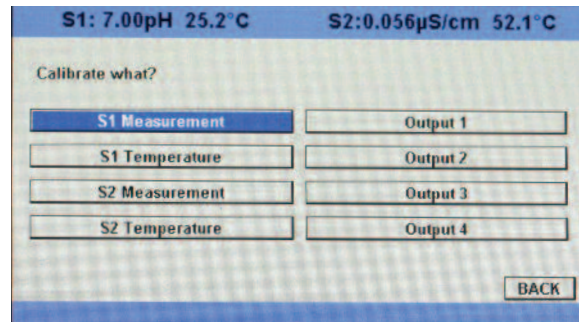 S1: 7.00pH 25.2°C S2:0.056µS/cm 52.1°C
Calibrate what?
S1 Measurement Output 1
S1 Temperature Output 2
S2 Measurement Output 3
S2 Temperature Output 4
BACK